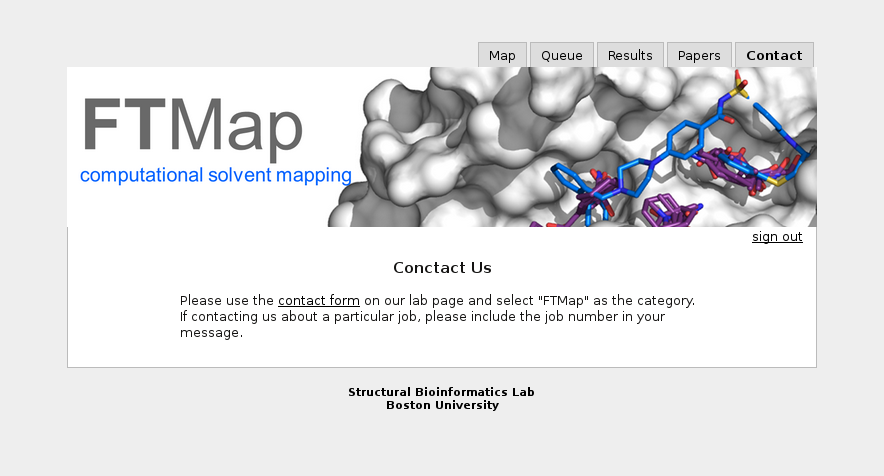 Map Queue Results Papers Contact
FTMap
computational solvent mapping
sign out
Conctact Us
Please use the contact form on our lab page and select "FTMap" as the category.
If contacting us about a particular job, please include the job number in your
message.
Structural Bioinformatics Lab
Boston University